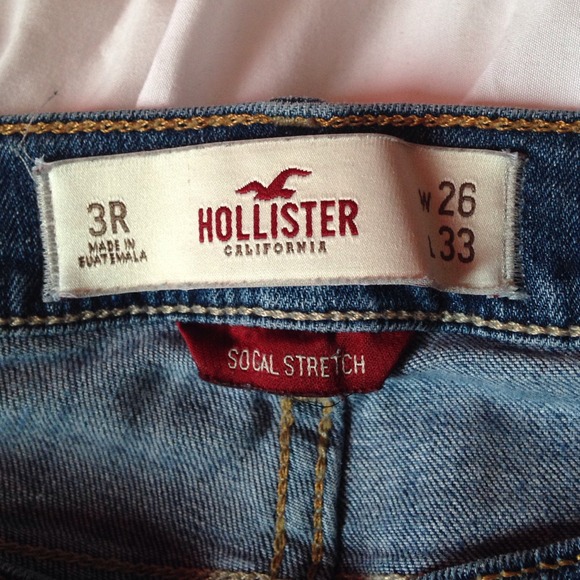 3R
MADE IN
GUATEMALA
HOLLISTER
CALIFORNIA
W 26
L 33
SOCAL STRETCH